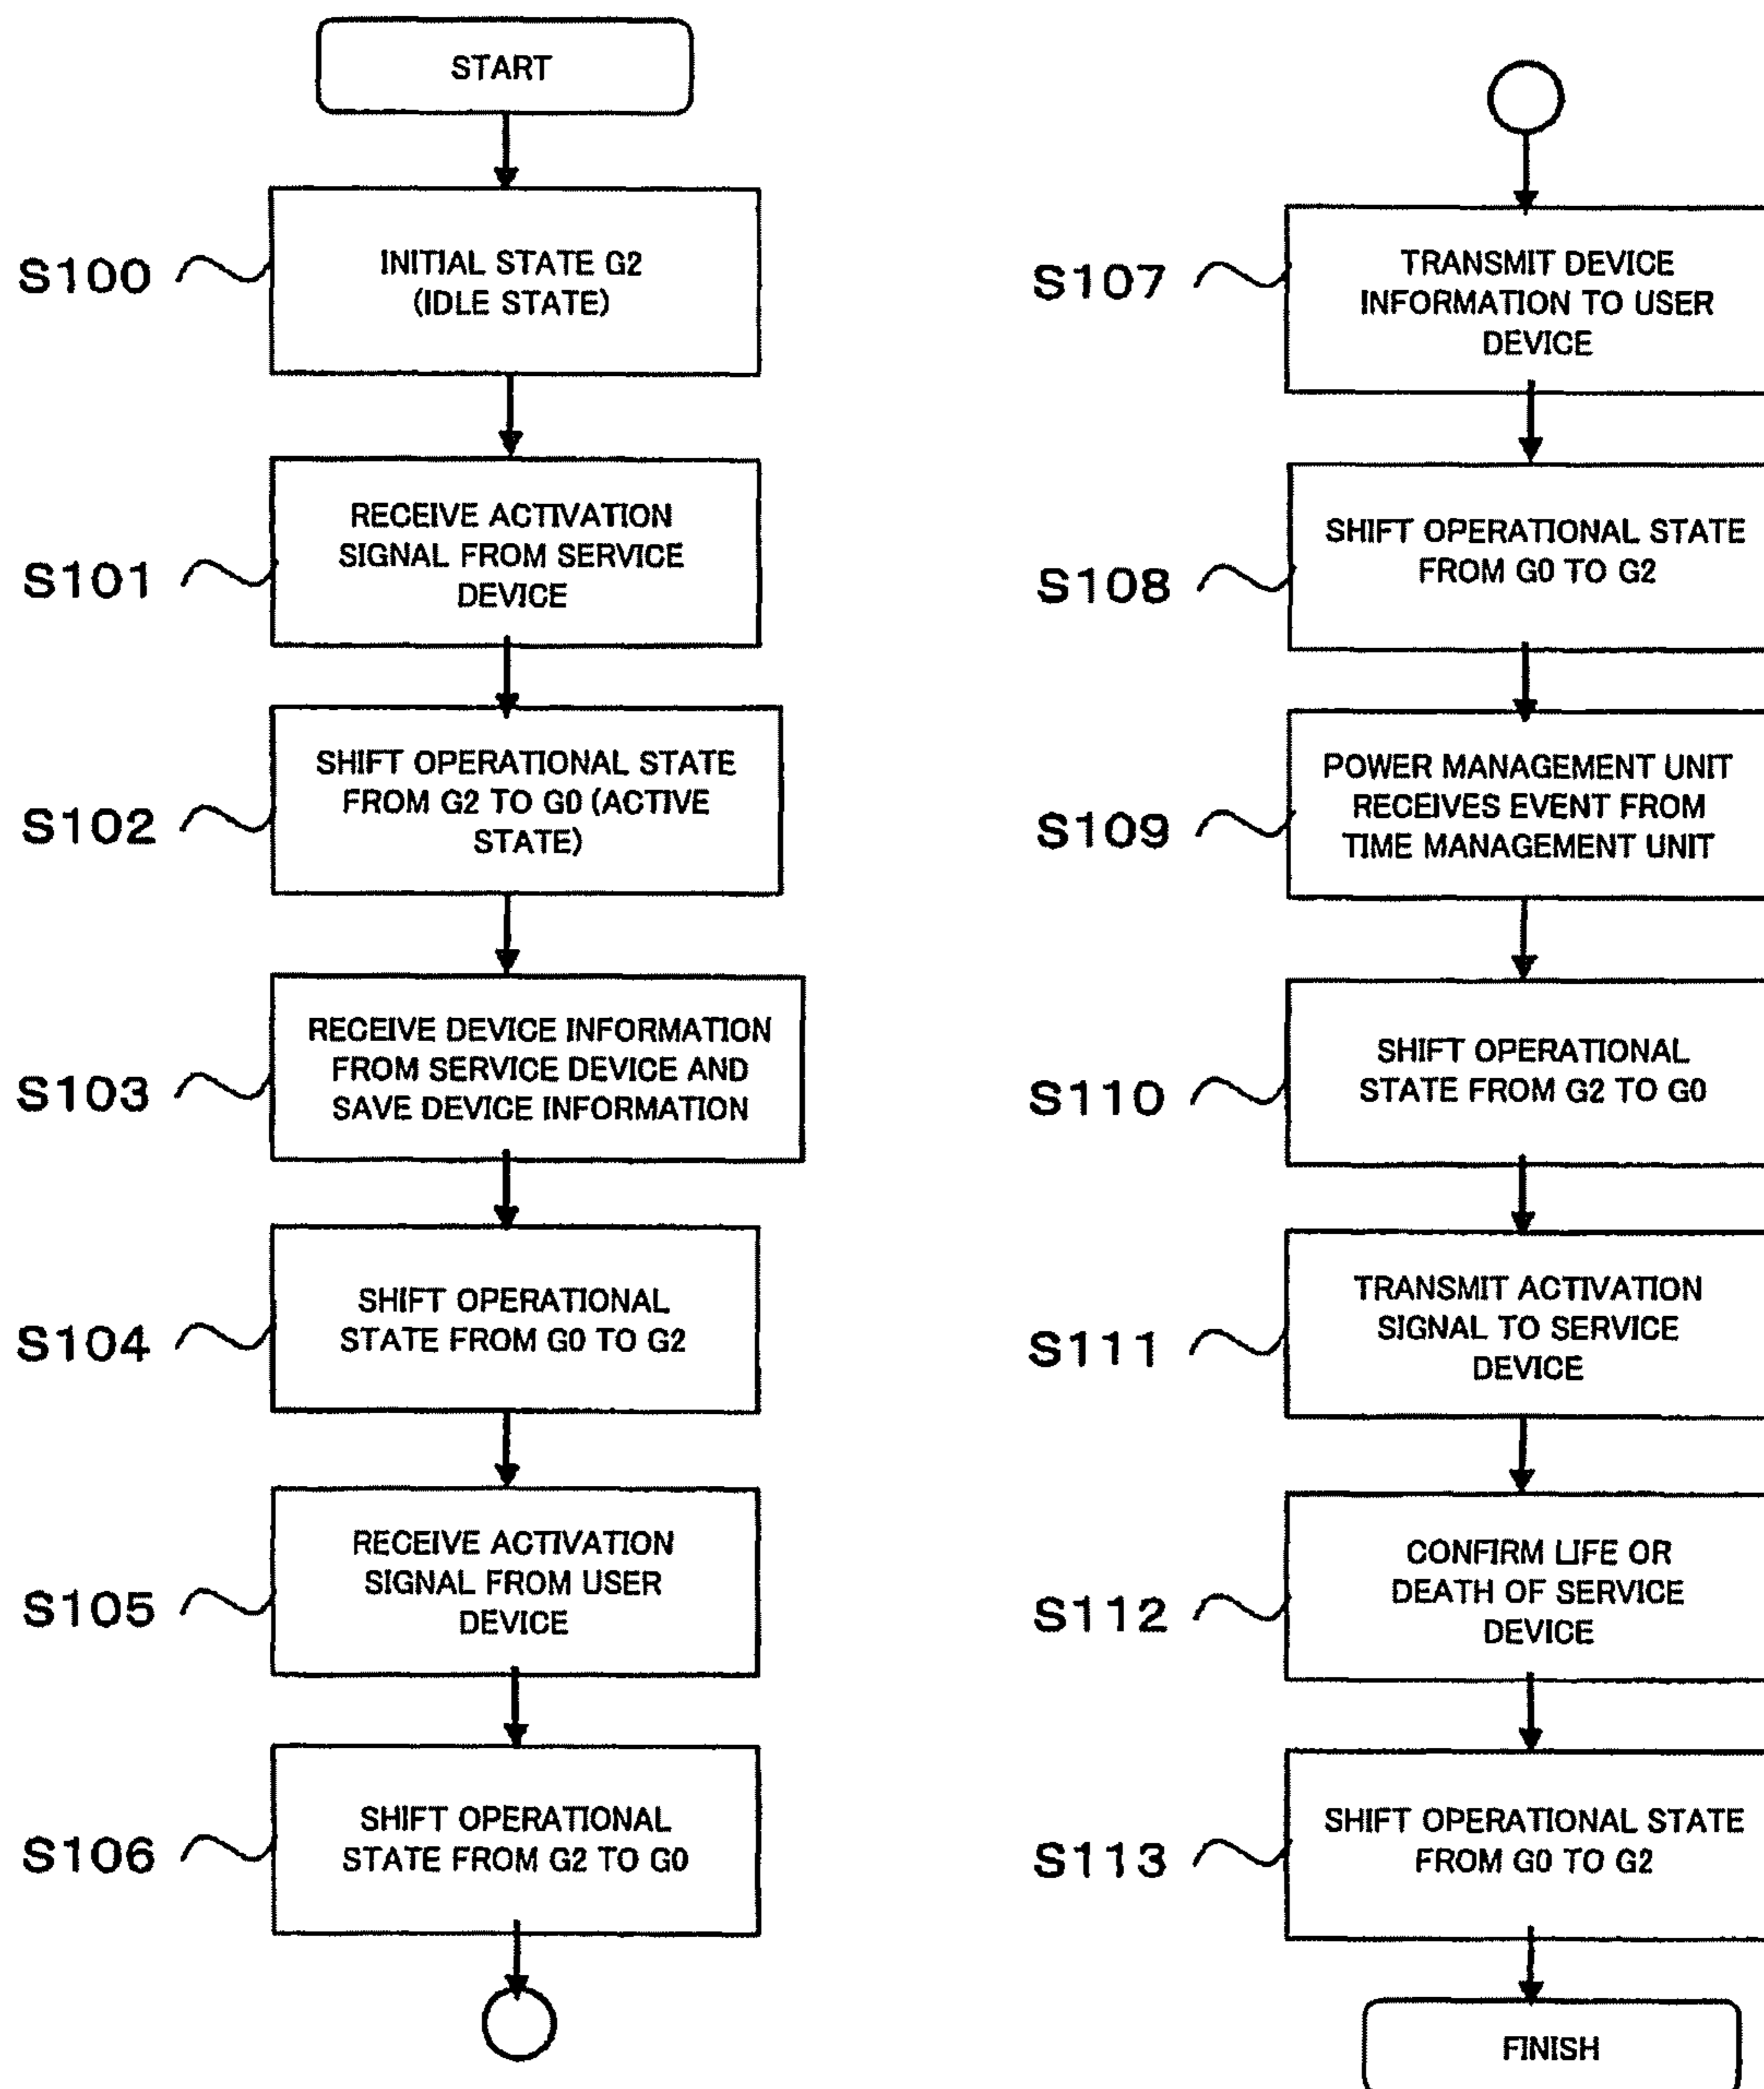 START
S100
INITIAL STATE G2
(IDLE STATE)
S101
RECEIVE ACTIVATION
SIGNAL FROM SERVICE
DEVICE
S102
SHIFT OPERATIONAL STATE
FROM G2 TO G0 (ACTIVE
STATE)
S103
RECEIVE DEVICE INFORMATION
FROM SERVICE DEVICE AND
SAVE DEVICE INFORMATION
S104
SHIFT OPERATIONAL
STATE FROM G0 TO G2
S105
RECEIVE ACTIVATION
SIGNAL FROM USER
DEVICE
S106
SHIFT OPERATIONAL
STATE FROM G2 TO G0
S107
TRANSMIT DEVICE
INFORMATION TO USER
DEVICE
S108
SHIFT OPERATIONAL STATE
FROM G0 TO G2
S109
POWER MANAGEMENT UNIT
RECEIVES EVENT FROM
TIME MANAGEMENT UNIT
S110
SHIFT OPERATIONAL
STATE FROM G2 TO G0
S111
TRANSMIT ACTIVATION
SIGNAL TO SERVICE
DEVICE
S112
CONFIRM LIFE OR
DEATH OF SERVICE
DEVICE
S113
SHIFT OPERATIONAL STATE
FROM G0 TO G2
FINISH